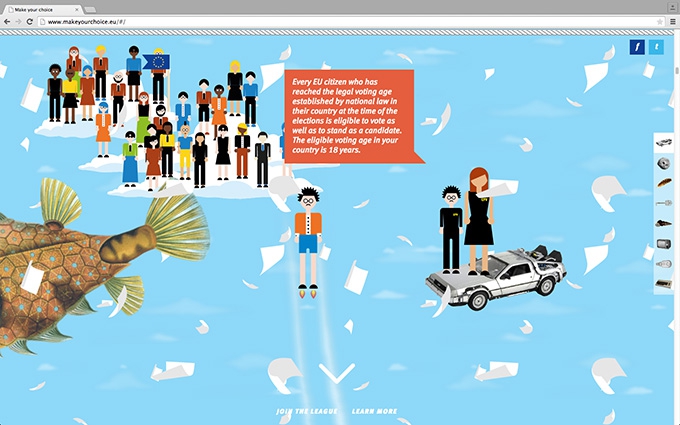 Make your choice
www.makeyourchoice.eu/#/
f t
Every EU citizen who has
reached the legal voting age
established by national law in
their country at the time of the
elections is eligible to vote as
well as to stand as a candidate.
The eligible voting age in your
country is 18 years.
JOIN THE LEAGUE LEARN MORE